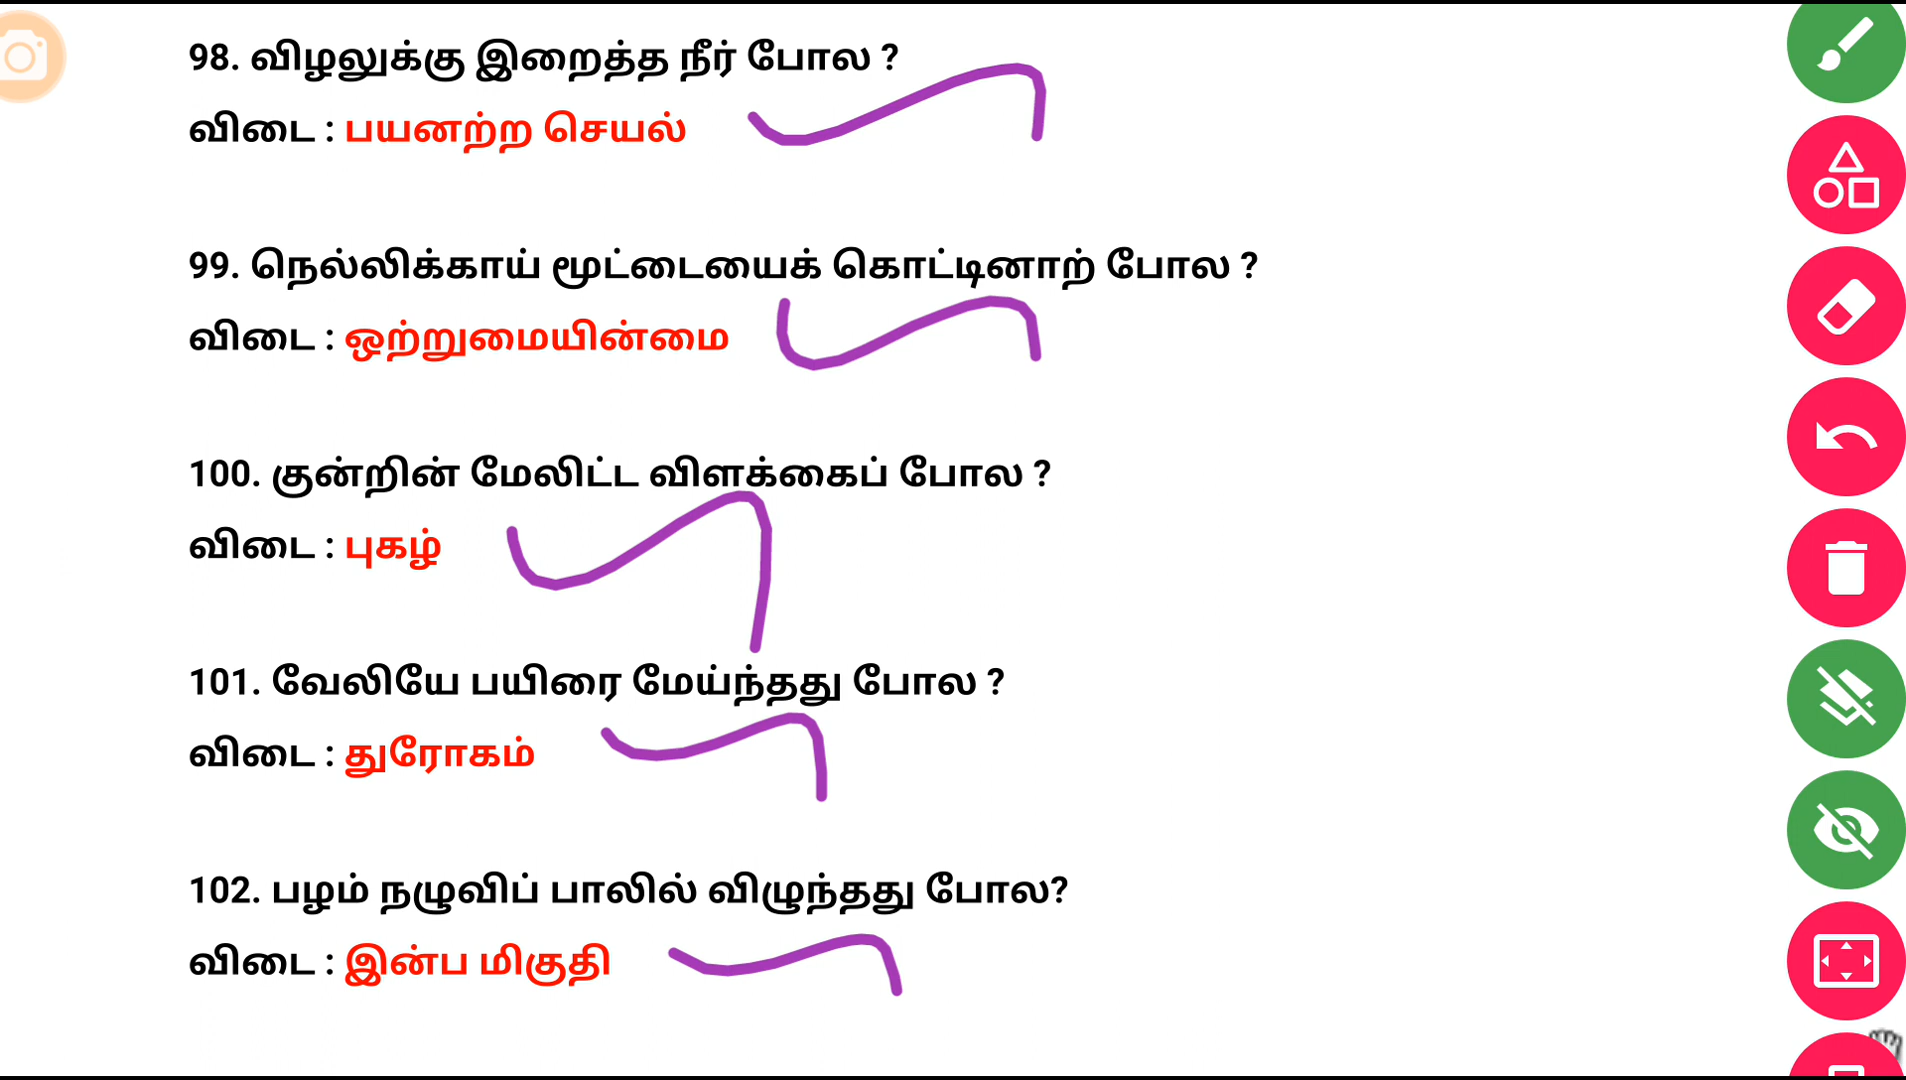 98. விழலுக்கு இறைத்த நீர் போல ?
விடை : பயனற்ற செயல்
99. நெல்லிக்காய் மூட்டையைக் கொட்டினாற் போல ?
விடை : ஒற்றுமையின்மை
100. குன்றின் மேலிட்ட விளக்கைப் போல ?
விடை : புகழ்
101. வேலியே பயிரை மேய்ந்தது போல ?
விடை : துரோகம்
102. பழம் நழுவிப் பாலில் விழுந்தது போல?
விடை : இன்ப மிகுதி